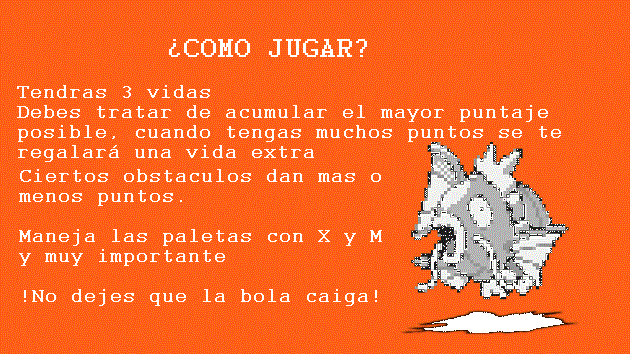 ¿COMO JUGAR?
Tendras 3 vidas
Debes tratar de acumular el mayor puntaje
posible, cuando tengas muchos puntos se te
regalará una vida extra
Ciertos obstaculos dan mas o
menos puntos.
Maneja las paletas con X y M
y muy importante
!No dejes que la bola caiga!